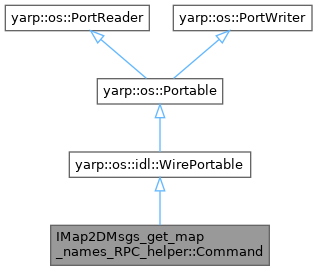 yarp::os::PortReader
yarp::os::PortWriter
yarp::os::Portable
yarp::os::idl::WirePortable
IMap2DMsgs_get_map
_names_RPC_helper::Command